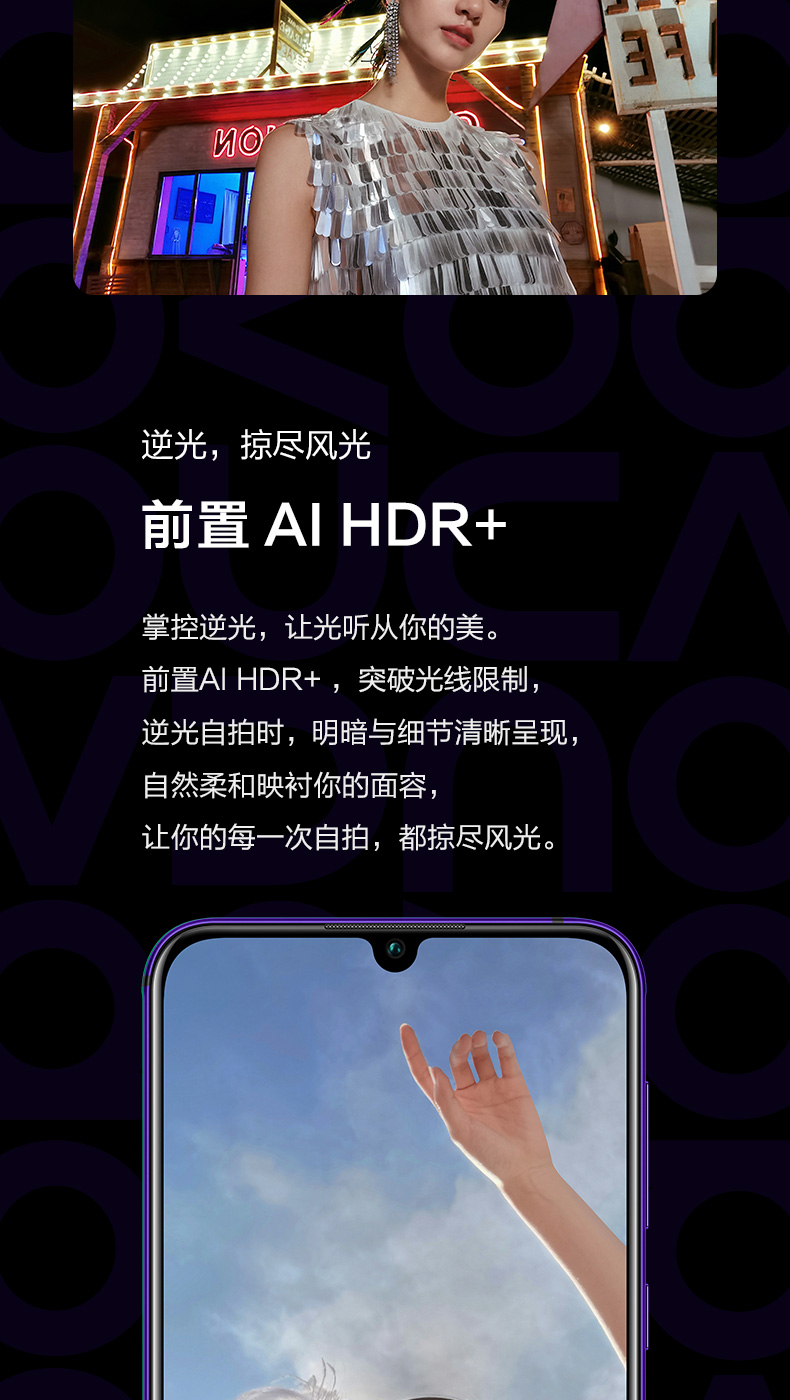 逆光，掠尽风光
前置 AI HDR+
掌控逆光，让光听从你的美。
前置AI HDR+ ，突破光线限制，
逆光自拍时，明暗与细节清晰呈现，
自然柔和映衬你的面容，
让你的每一次自拍，都掠尽风光。